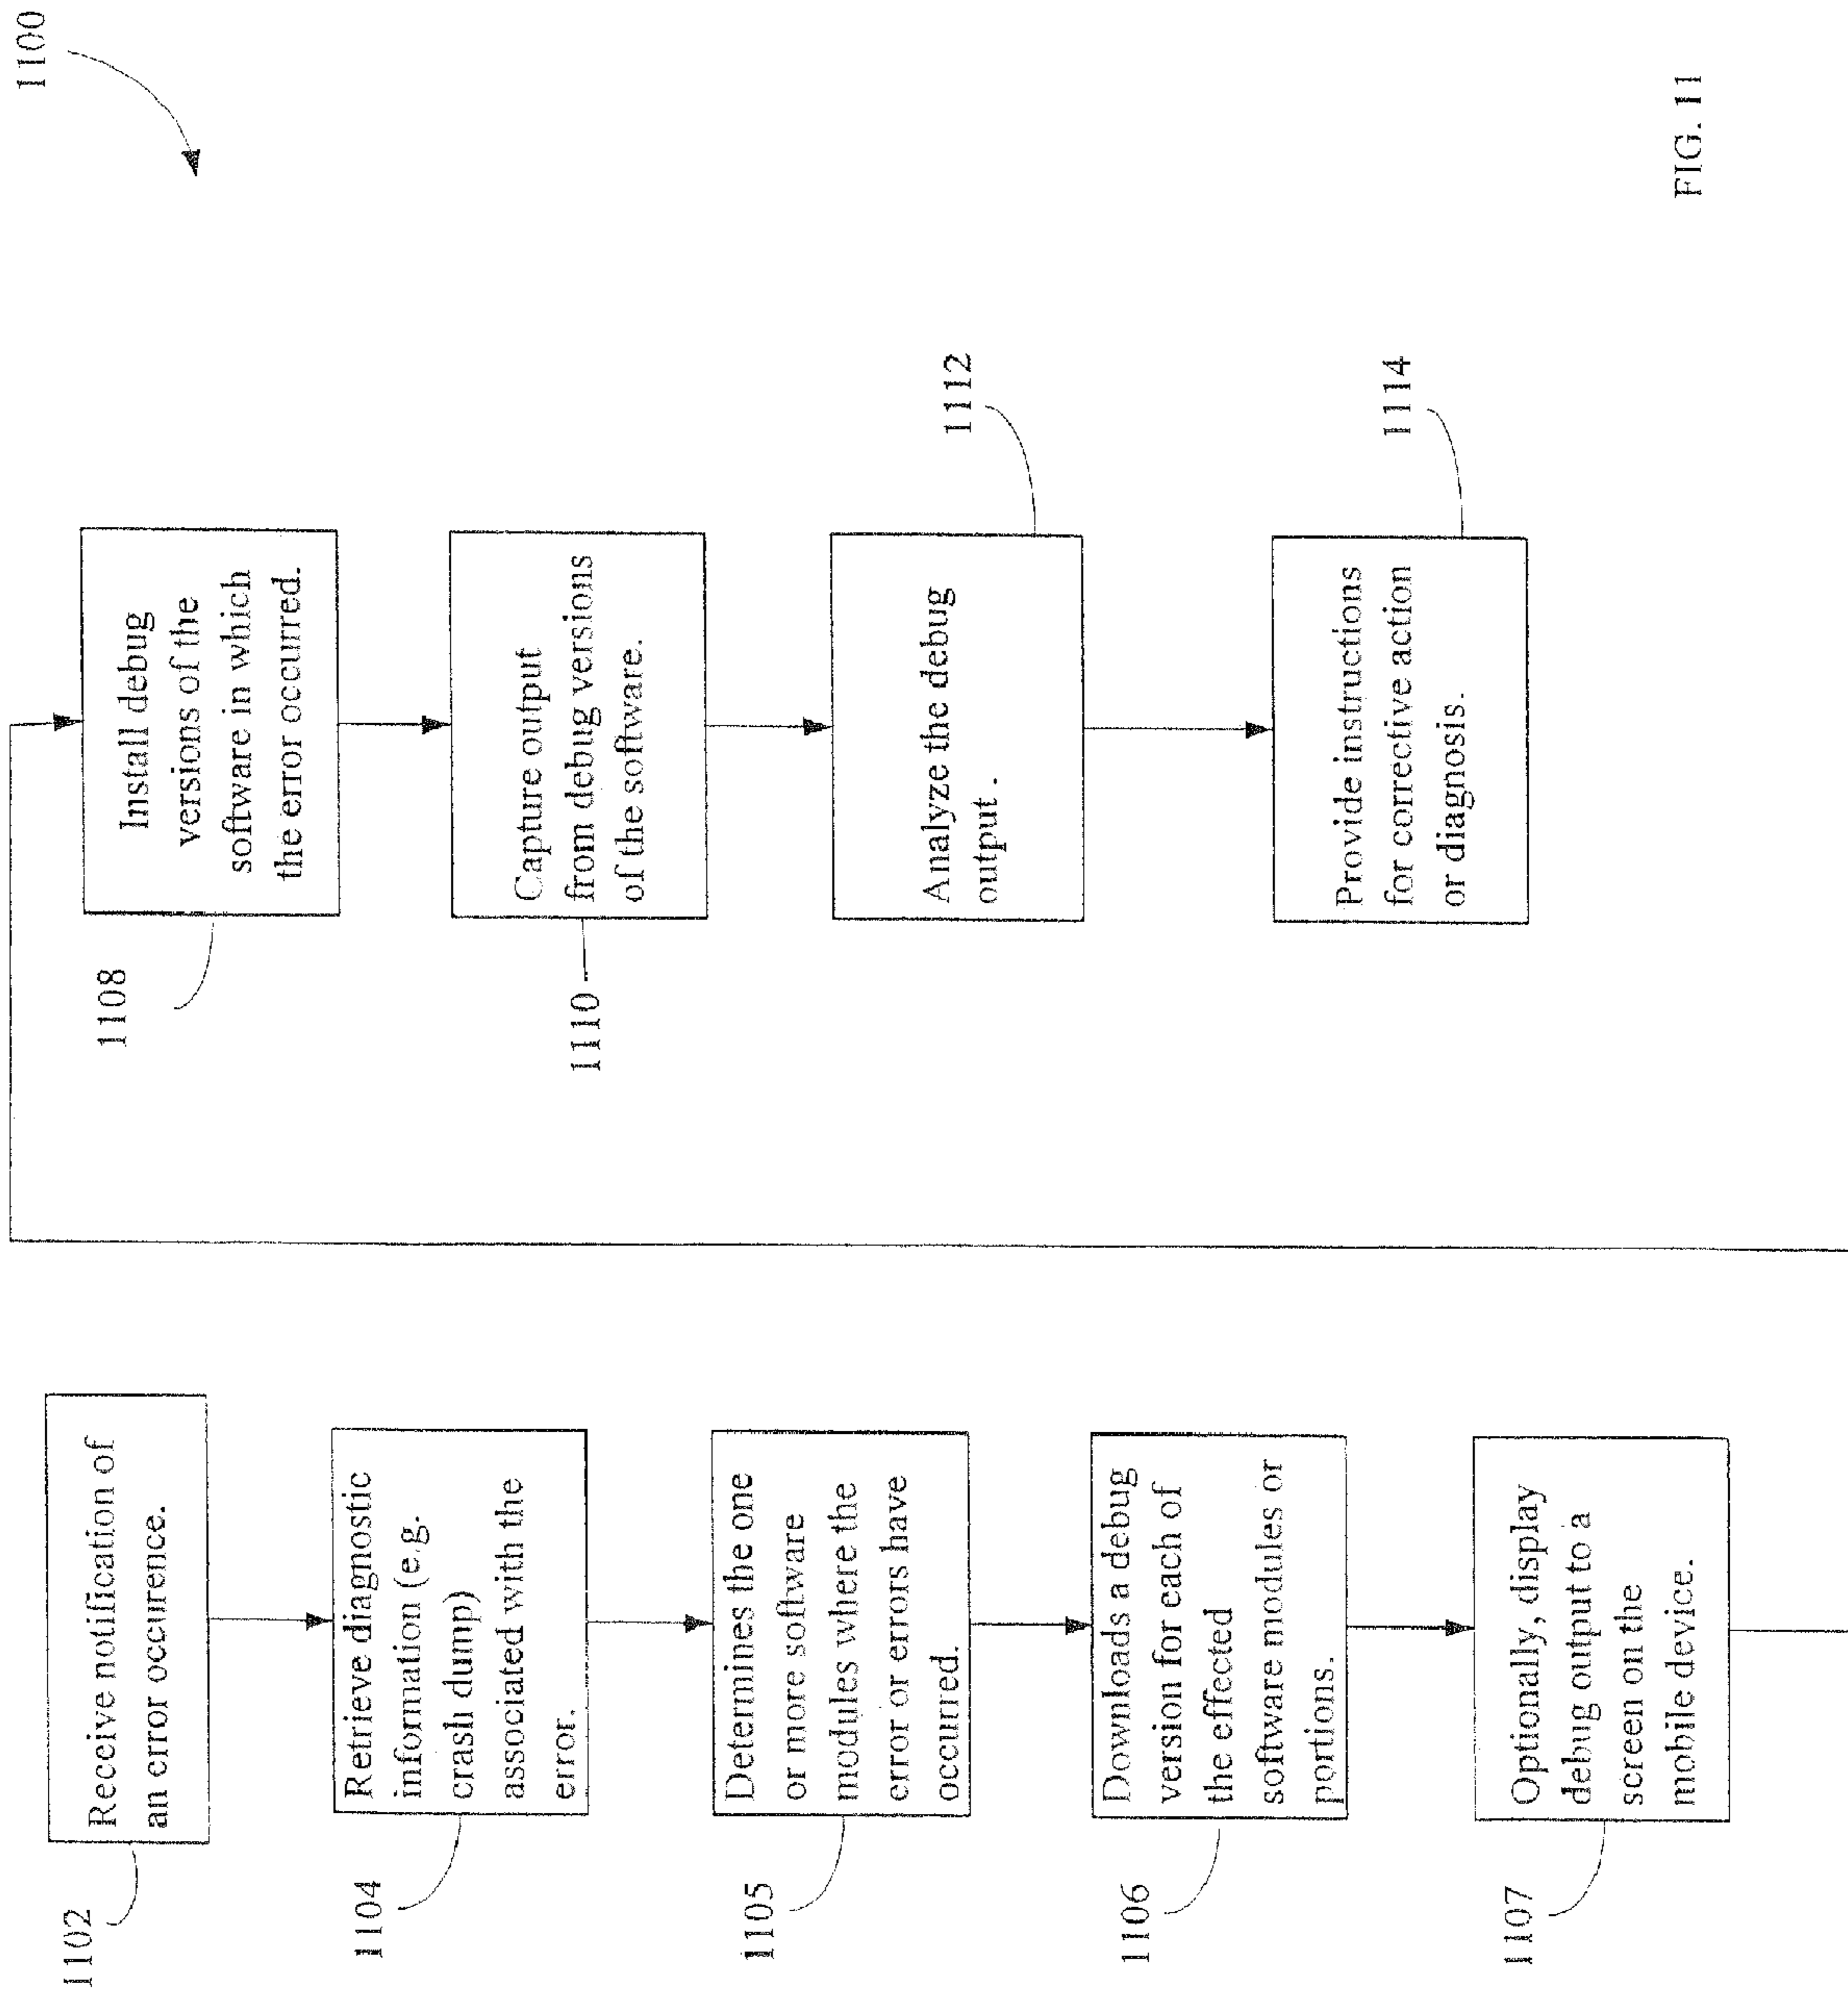 1100
1102
Receive notification of
an error occurence.
1104
Retrieve diagnostic
information (e.g.
crash dump)
associated with the
error.
1105
Determines the one
or more software
modules where the
error or errors have
occurred.
1106
Downloads a debug
version for each of
the effected
software modules or
portions.
1107
Optionally, display
debug output to a
screen on the
mobile device.
1108
Install debug
versions of the
software in which
the error occurred.
1110
Capture output
from debug versions
of the software.
1112
Analyze the debug
output .
1114
Provide instructions
for corrective action
or diagnosis.
FIG. 11